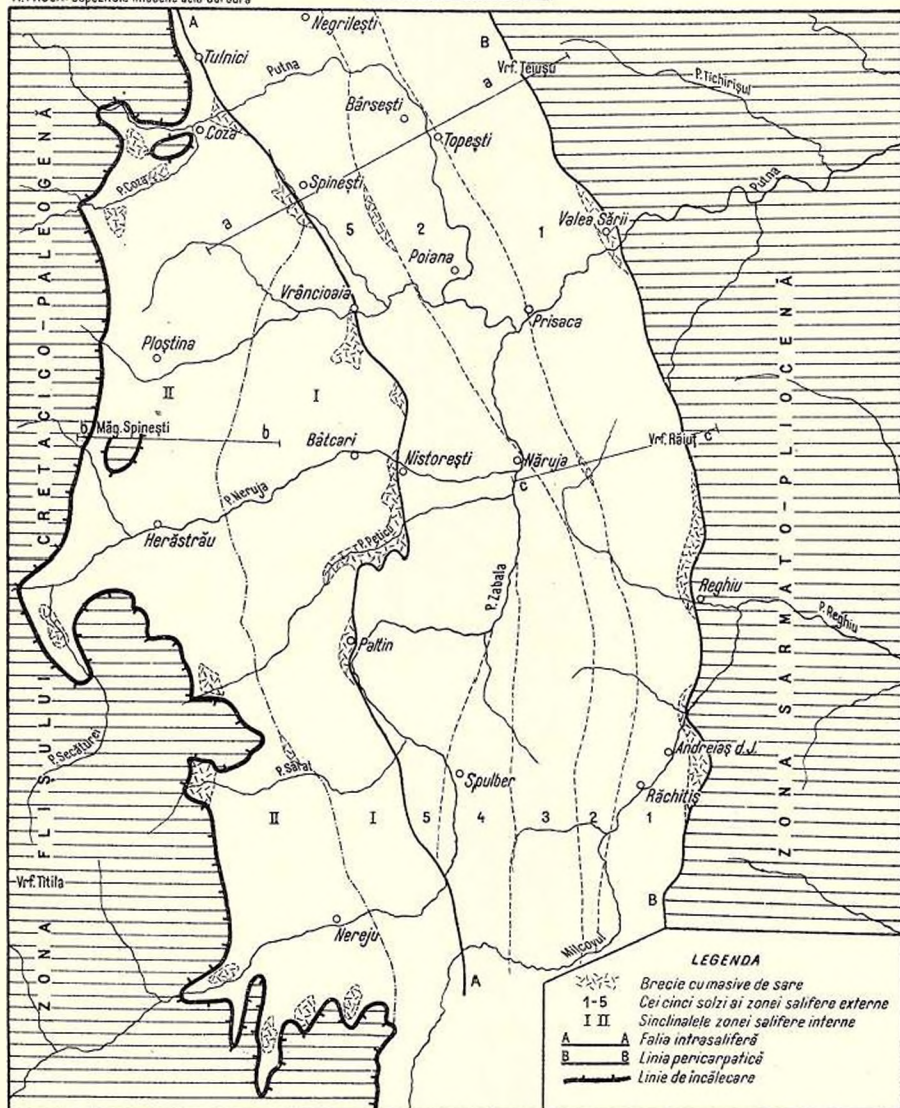 A
Negrilești
B
Tulnici
Putna
Vrf. Teiușu
a
P. Tichirișul
Bârsești
Coza
Topești
P. Coza
Spinești
Putna
Valea Sării
a
5
2
1
Poiana
Vrâncioaia
Prisaca
Ploștina
II
I
b
Măg. Spinești
b
Bâtcari
Vrf. Răiuț
c
Nistorești
Năruja
c
P. Neruja
Herăstrău
P. Peticu
P. Zabala
Reghiu
P. Reghiu
Paltin
P. Secăturei
P. Sărat
Andreiaș d.J.
Spulber
Răchitiș
II
I
5
4
3
2
1
Vrf. Titila
B
Nereju
Milcovul
A
ZONA FLIȘULUI CRETACICO-PALEOGENĂ
ZONA SARMATO-PLIOCENĂ
LEGENDA
Brecie cu masive de sare
1-5 Cei cinci solzi ai zonei salifere externe
I II Sinclinalele zonei salifere interne
A A Falia intrasaliferă
B B Linia pericarpatică
Linie de încălecare